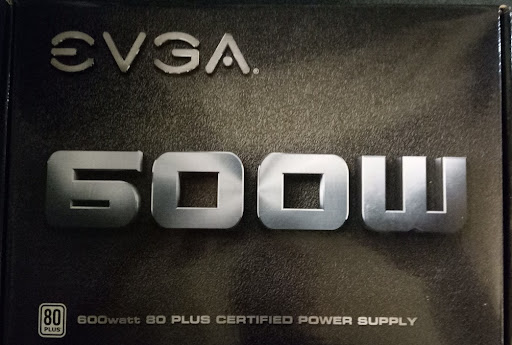 EVGA.
600W
80
PLUS
600watt 80 PLUS CERTIFIED POWER SUPPLY